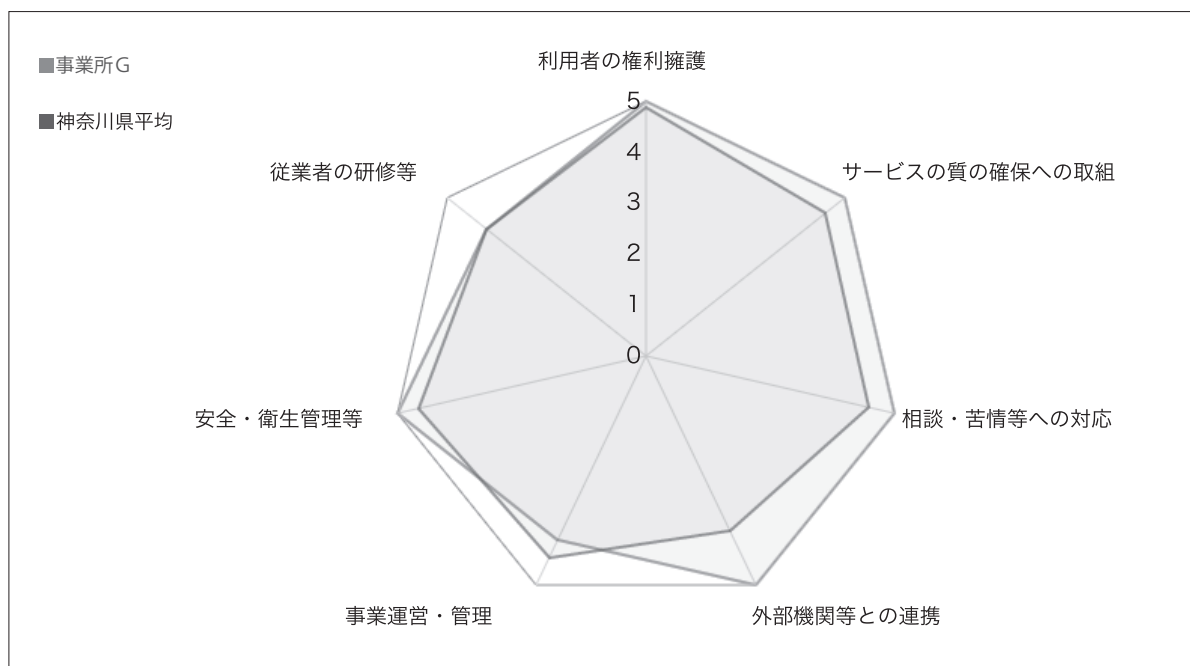 ■事業所G
■神奈川県平均
利用者の権利擁護
サービスの質の確保への取組
相談・苦情等への対応
外部機関等との連携
事業運営・管理
安全・衛生管理等
従業者の研修等
5
4
3
2
1
0